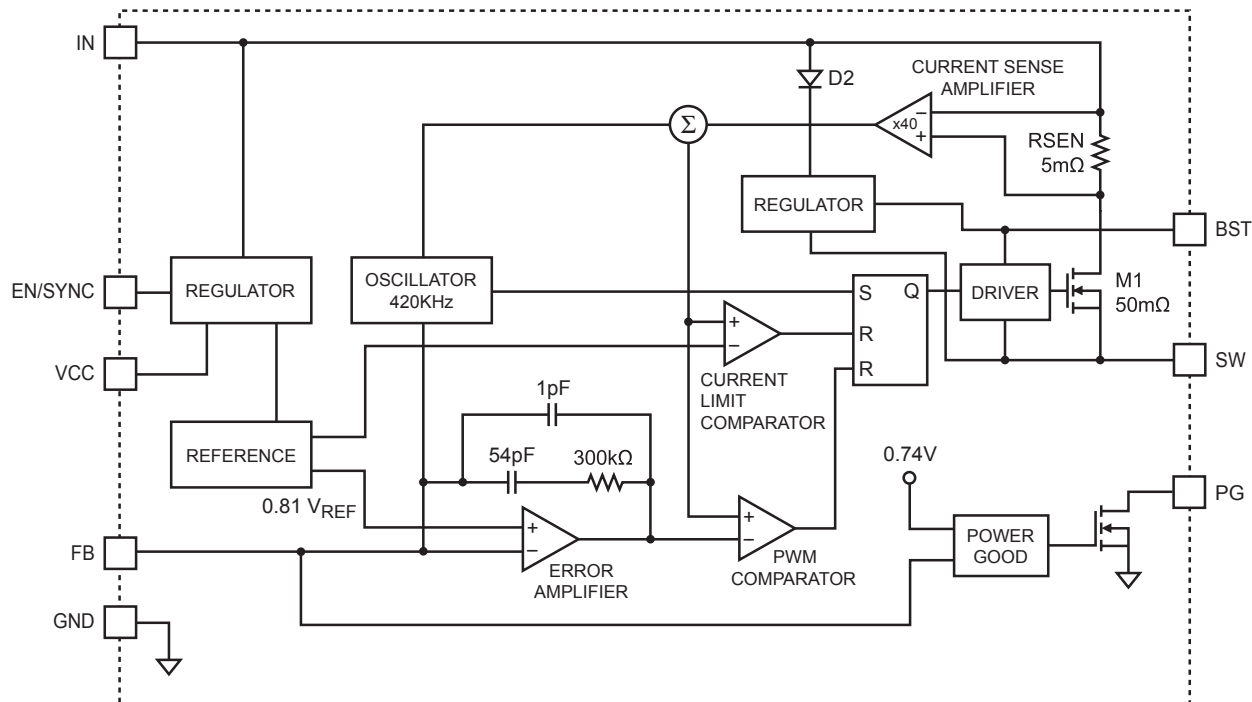 IN
D2
CURRENT SENSE
AMPLIFIER
Σ
x40
−
+
RSEN
5mΩ
REGULATOR
BST
EN/SYNC
REGULATOR
OSCILLATOR
420KHz
S
Q
DRIVER
M1
50mΩ
+
−
R
R
VCC
SW
CURRENT
LIMIT
COMPARATOR
1pF
REFERENCE
54pF
300kΩ
0.74V
0.81 VREF
PG
+
−
+
−
FB
POWER
GOOD
ERROR
AMPLIFIER
PWM
COMPARATOR
GND